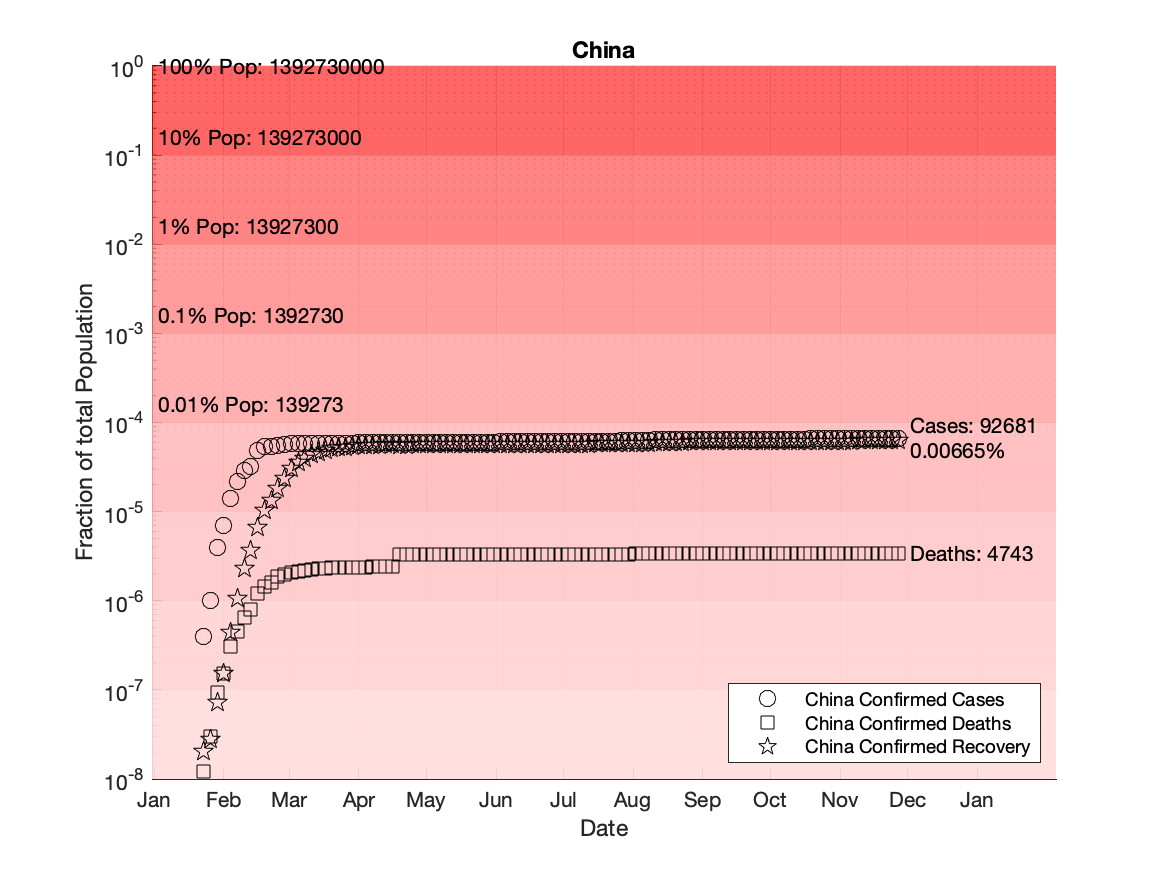 China
10^0
100% Pop: 1392730000
10% Pop: 139273000
10^-1
1% Pop: 13927300
10^-2
0.1% Pop: 1392730
10^-3
0.01% Pop: 139273
10^-4
Cases: 92681
0.00665%
10^-5
Deaths: 4743
10^-6
10^-7
10^-8
Fraction of total Population
China Confirmed Cases
China Confirmed Deaths
China Confirmed Recovery
Jan Feb Mar Apr May Jun Jul Aug Sep Oct Nov Dec Jan
Date